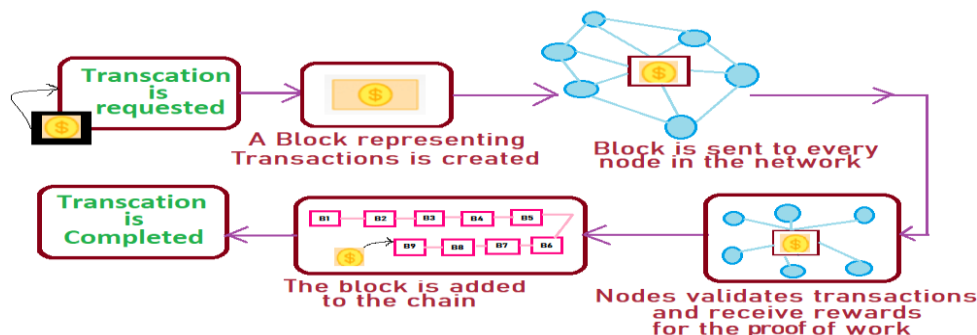 Transcation
is
requested
$
$
A Block representing
Transactions is created
$
Block is sent to every
node in the network
$
Nodes validates transactions
and receive rewards
for the proof of work
B1 B2 B3 B4 B5
B9 B8 B7 B6
$
The block is added
to the chain
Transcation
is
Completed